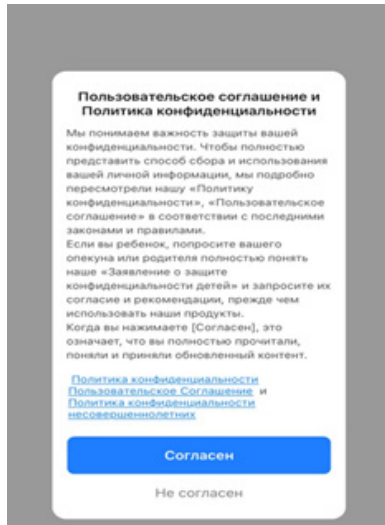 Пользовательское соглашение и
Политика конфиденциальности
Мы понимаем важность защиты вашей
конфиденциальности. Чтобы полностью
представить способ сбора и использования
вашей личной информации, мы подробно
пересмотрели нашу «Политику
конфиденциальности», «Пользовательское
соглашение» в соответствии с последними
законами и правилами.
Если вы ребенок, попросите вашего
опекуна или родителя полностью понять
наше «Заявление о защите
конфиденциальности детей» и запросите их
согласие и рекомендации, прежде чем
использовать наши продукты.
Когда вы нажимаете [Согласен], это
означает, что вы полностью прочитали,
поняли и приняли обновленный контент.
Политика конфиденциальности
Пользовательское Соглашение и
Политика конфиденциальности
несовершеннолетних
Согласен
Не согласен